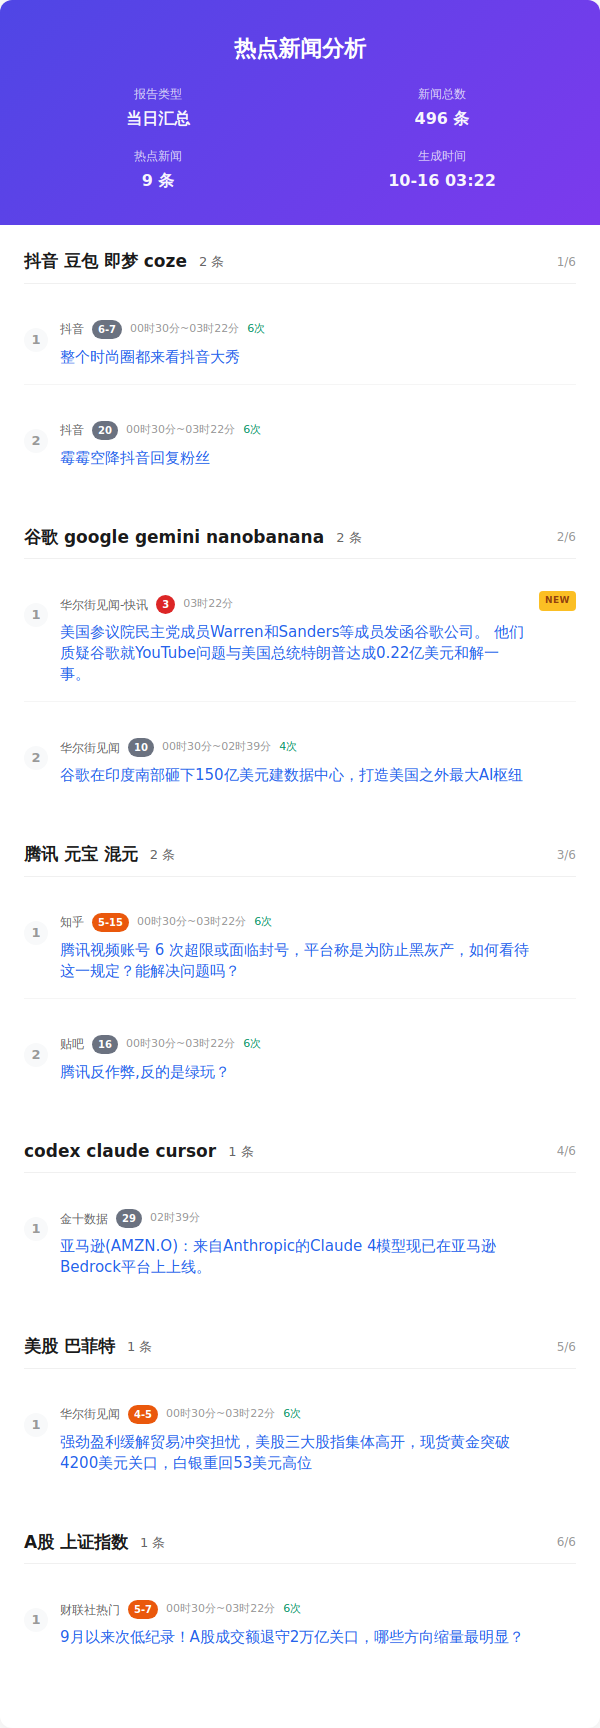 热点新闻分析
报告类型
新闻总数
当日汇总
496 条
热点新闻
生成时间
9 条
10-16 03:22
抖音 豆包 即梦 coze 2 条 1/6
1 抖音 6-7 00时30分~03时22分 6次
整个时尚圈都来看抖音大秀
2 抖音 20 00时30分~03时22分 6次
霉霉空降抖音回复粉丝
谷歌 google gemini nanobanana 2 条 2/6
1 华尔街见闻-快讯 3 03时22分 NEW
美国参议院民主党成员Warren和Sanders等成员发函谷歌公司。 他们
质疑谷歌就YouTube问题与美国总统特朗普达成0.22亿美元和解一
事。
2 华尔街见闻 10 00时30分~02时39分 4次
谷歌在印度南部砸下150亿美元建数据中心，打造美国之外最大AI枢纽
腾讯 元宝 混元 2 条 3/6
1 知乎 5-15 00时30分~03时22分 6次
腾讯视频账号 6 次超限或面临封号，平台称是为防止黑灰产，如何看待
这一规定？能解决问题吗？
2 贴吧 16 00时30分~03时22分 6次
腾讯反作弊,反的是绿玩？
codex claude cursor 1 条 4/6
1 金十数据 29 02时39分
亚马逊(AMZN.O)：来自Anthropic的Claude 4模型现已在亚马逊
Bedrock平台上上线。
美股 巴菲特 1 条 5/6
1 华尔街见闻 4-5 00时30分~03时22分 6次
强劲盈利缓解贸易冲突担忧，美股三大股指集体高开，现货黄金突破
4200美元关口，白银重回53美元高位
A股 上证指数 1 条 6/6
1 财联社热门 5-7 00时30分~03时22分 6次
9月以来次低纪录！A股成交额退守2万亿关口，哪些方向缩量最明显？